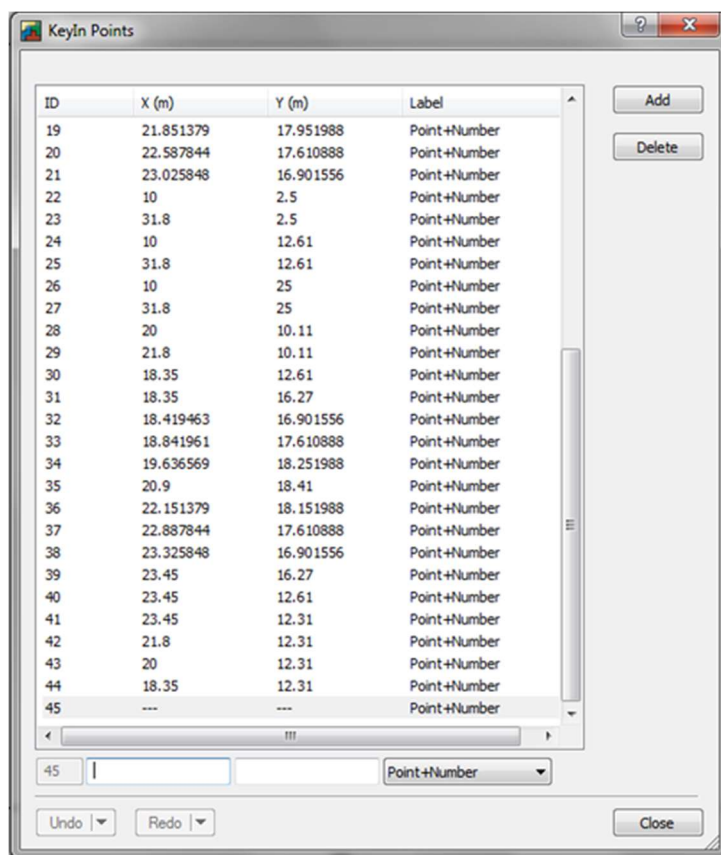 KeyIn Points
ID X (m) Y (m) Label
19 21.851379 17.951988 Point+Number
20 22.587844 17.610888 Point+Number
21 23.025848 16.901556 Point+Number
22 10 2.5 Point+Number
23 31.8 2.5 Point+Number
24 10 12.61 Point+Number
25 31.8 12.61 Point+Number
26 10 25 Point+Number
27 31.8 25 Point+Number
28 20 10.11 Point+Number
29 21.8 10.11 Point+Number
30 18.35 12.61 Point+Number
31 18.35 16.27 Point+Number
32 18.419463 16.901556 Point+Number
33 18.841961 17.610888 Point+Number
34 19.636569 18.251988 Point+Number
35 20.9 18.41 Point+Number
36 22.151379 18.151988 Point+Number
37 22.887844 17.610888 Point+Number
38 23.325848 16.901556 Point+Number
39 23.45 16.27 Point+Number
40 23.45 12.61 Point+Number
41 23.45 12.31 Point+Number
42 21.8 12.31 Point+Number
43 20 12.31 Point+Number
44 18.35 12.31 Point+Number
45 --- --- Point+Number
45 Point+Number
Add
Delete
Undo Redo Close